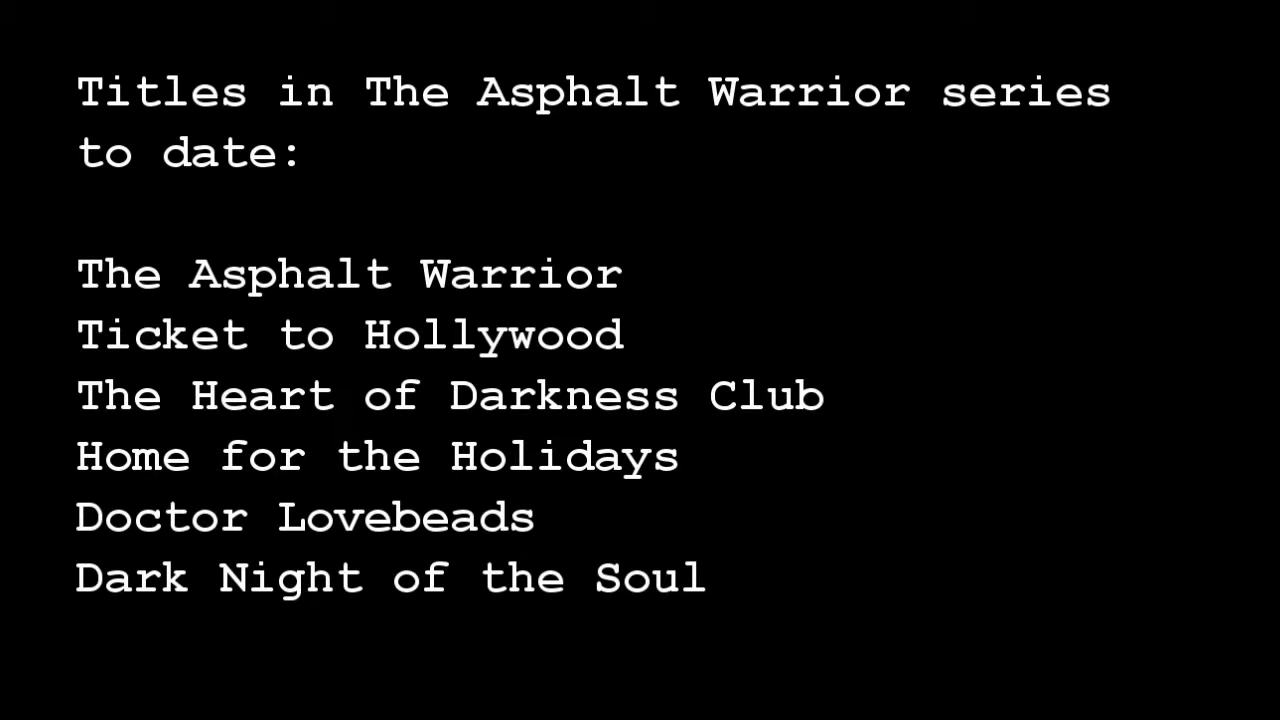 Titles in The Asphalt Warrior series
to date:
The Asphalt Warrior
Ticket to Hollywood
The Heart of Darkness Club
Home for the Holidays
Doctor Lovebeads
Dark Night of the Soul